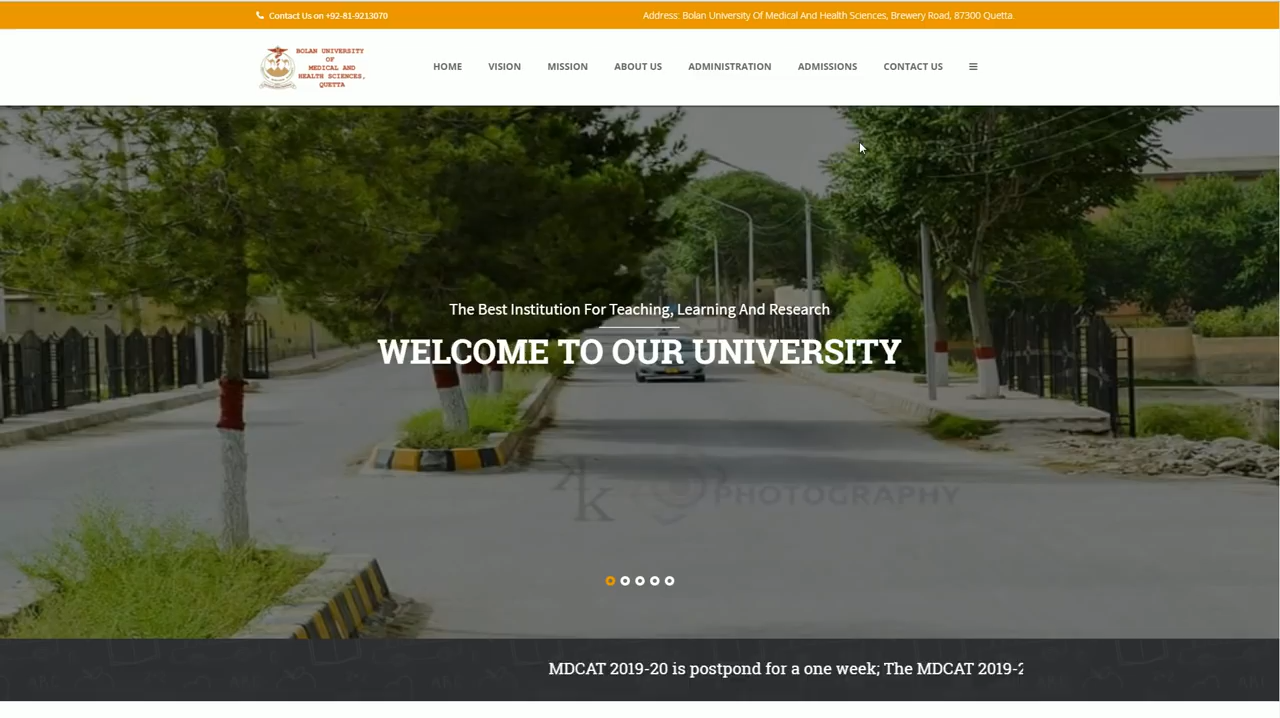 Contact Us on +92-81-9213070
Address: Bolan University Of Medical And Health Sciences, Brewery Road, 87300 Quetta.
BOLAN UNIVERSITY
OF
MEDICAL AND
HEALTH SCIENCES,
QUETTA
HOME VISION MISSION ABOUT US ADMINISTRATION ADMISSIONS CONTACT US
The Best Institution For Teaching, Learning And Research
WELCOME TO OUR UNIVERSITY
AK PHOTOGRAPHY
MDCAT 2019-20 is postpond for a one week; The MDCAT 2019-2